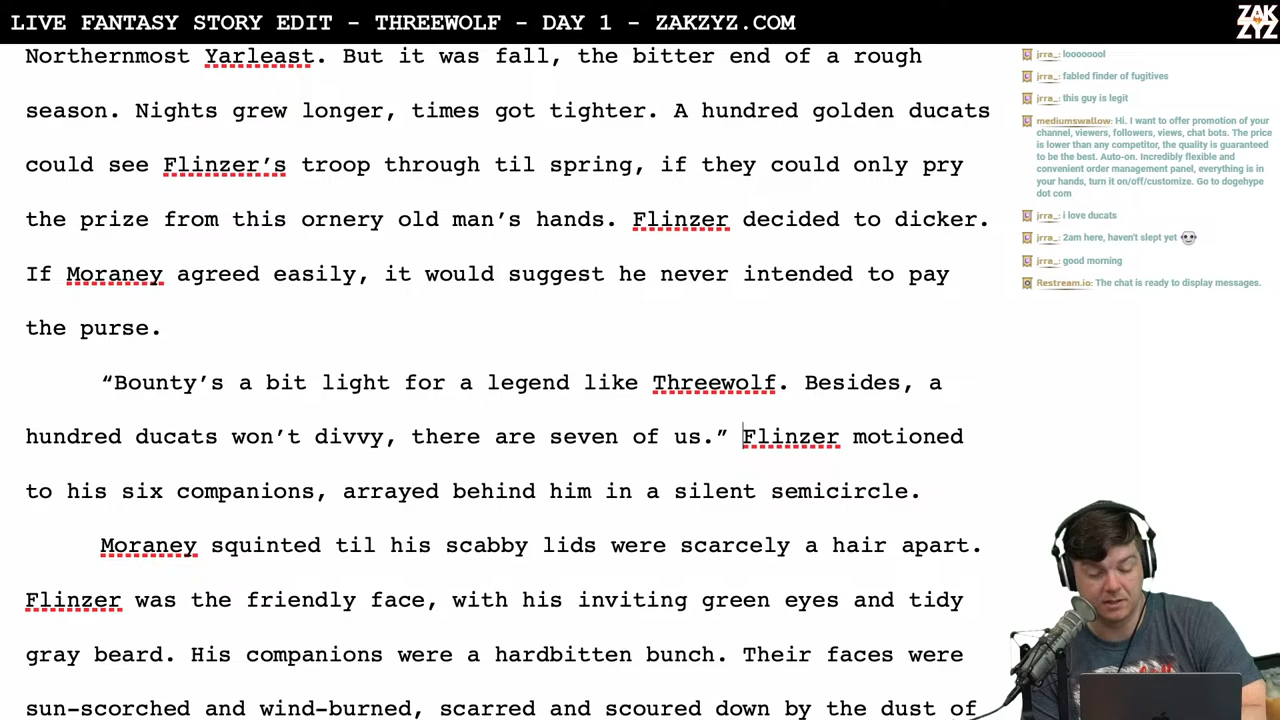 LIVE FANTASY STORY EDIT - THREEWOLF - DAY 1 - ZAKZYZ.COM
ZAK
ZYZ
Northernmost Yarleast. But it was fall, the bitter end of a rough
season. Nights grew longer, times got tighter. A hundred golden ducats
could see Flinzer’s troop through til spring, if they could only pry
the prize from this ornery old man’s hands. Flinzer decided to dicker.
If Moraney agreed easily, it would suggest he never intended to pay
the purse.
“Bounty’s a bit light for a legend like Threewolf. Besides, a
hundred ducats won’t divvy, there are seven of us.” Flinzer motioned
to his six companions, arrayed behind him in a silent semicircle.
Moraney squinted til his scabby lids were scarcely a hair apart.
Flinzer was the friendly face, with his inviting green eyes and tidy
gray beard. His companions were a hardbitten bunch. Their faces were
sun-scorched and wind-burned, scarred and scoured down by the dust of
jrra_: loooooool
jrra_: fabled finder of fugitives
jrra_: this guy is legit
mediumswallow: Hi. I want to offer promotion of your
channel, viewers, followers, views, chat bots. The price
is lower than any competitor, the quality is guaranteed
to be the best. Auto-on. Incredibly flexible and
convenient order management panel, everything is in
your hands, turn it on/off/customize. Go to dogehype
dot com
jrra_: i love ducats
jrra_: 2am here, haven't slept yet
jrra_: good morning
Restream.io: The chat is ready to display messages.